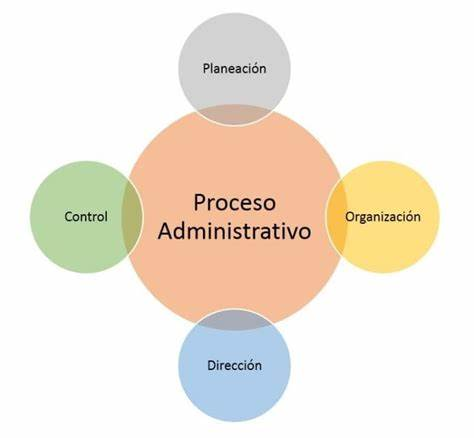 Planeación
Control
Proceso
Administrativo
Organización
Dirección